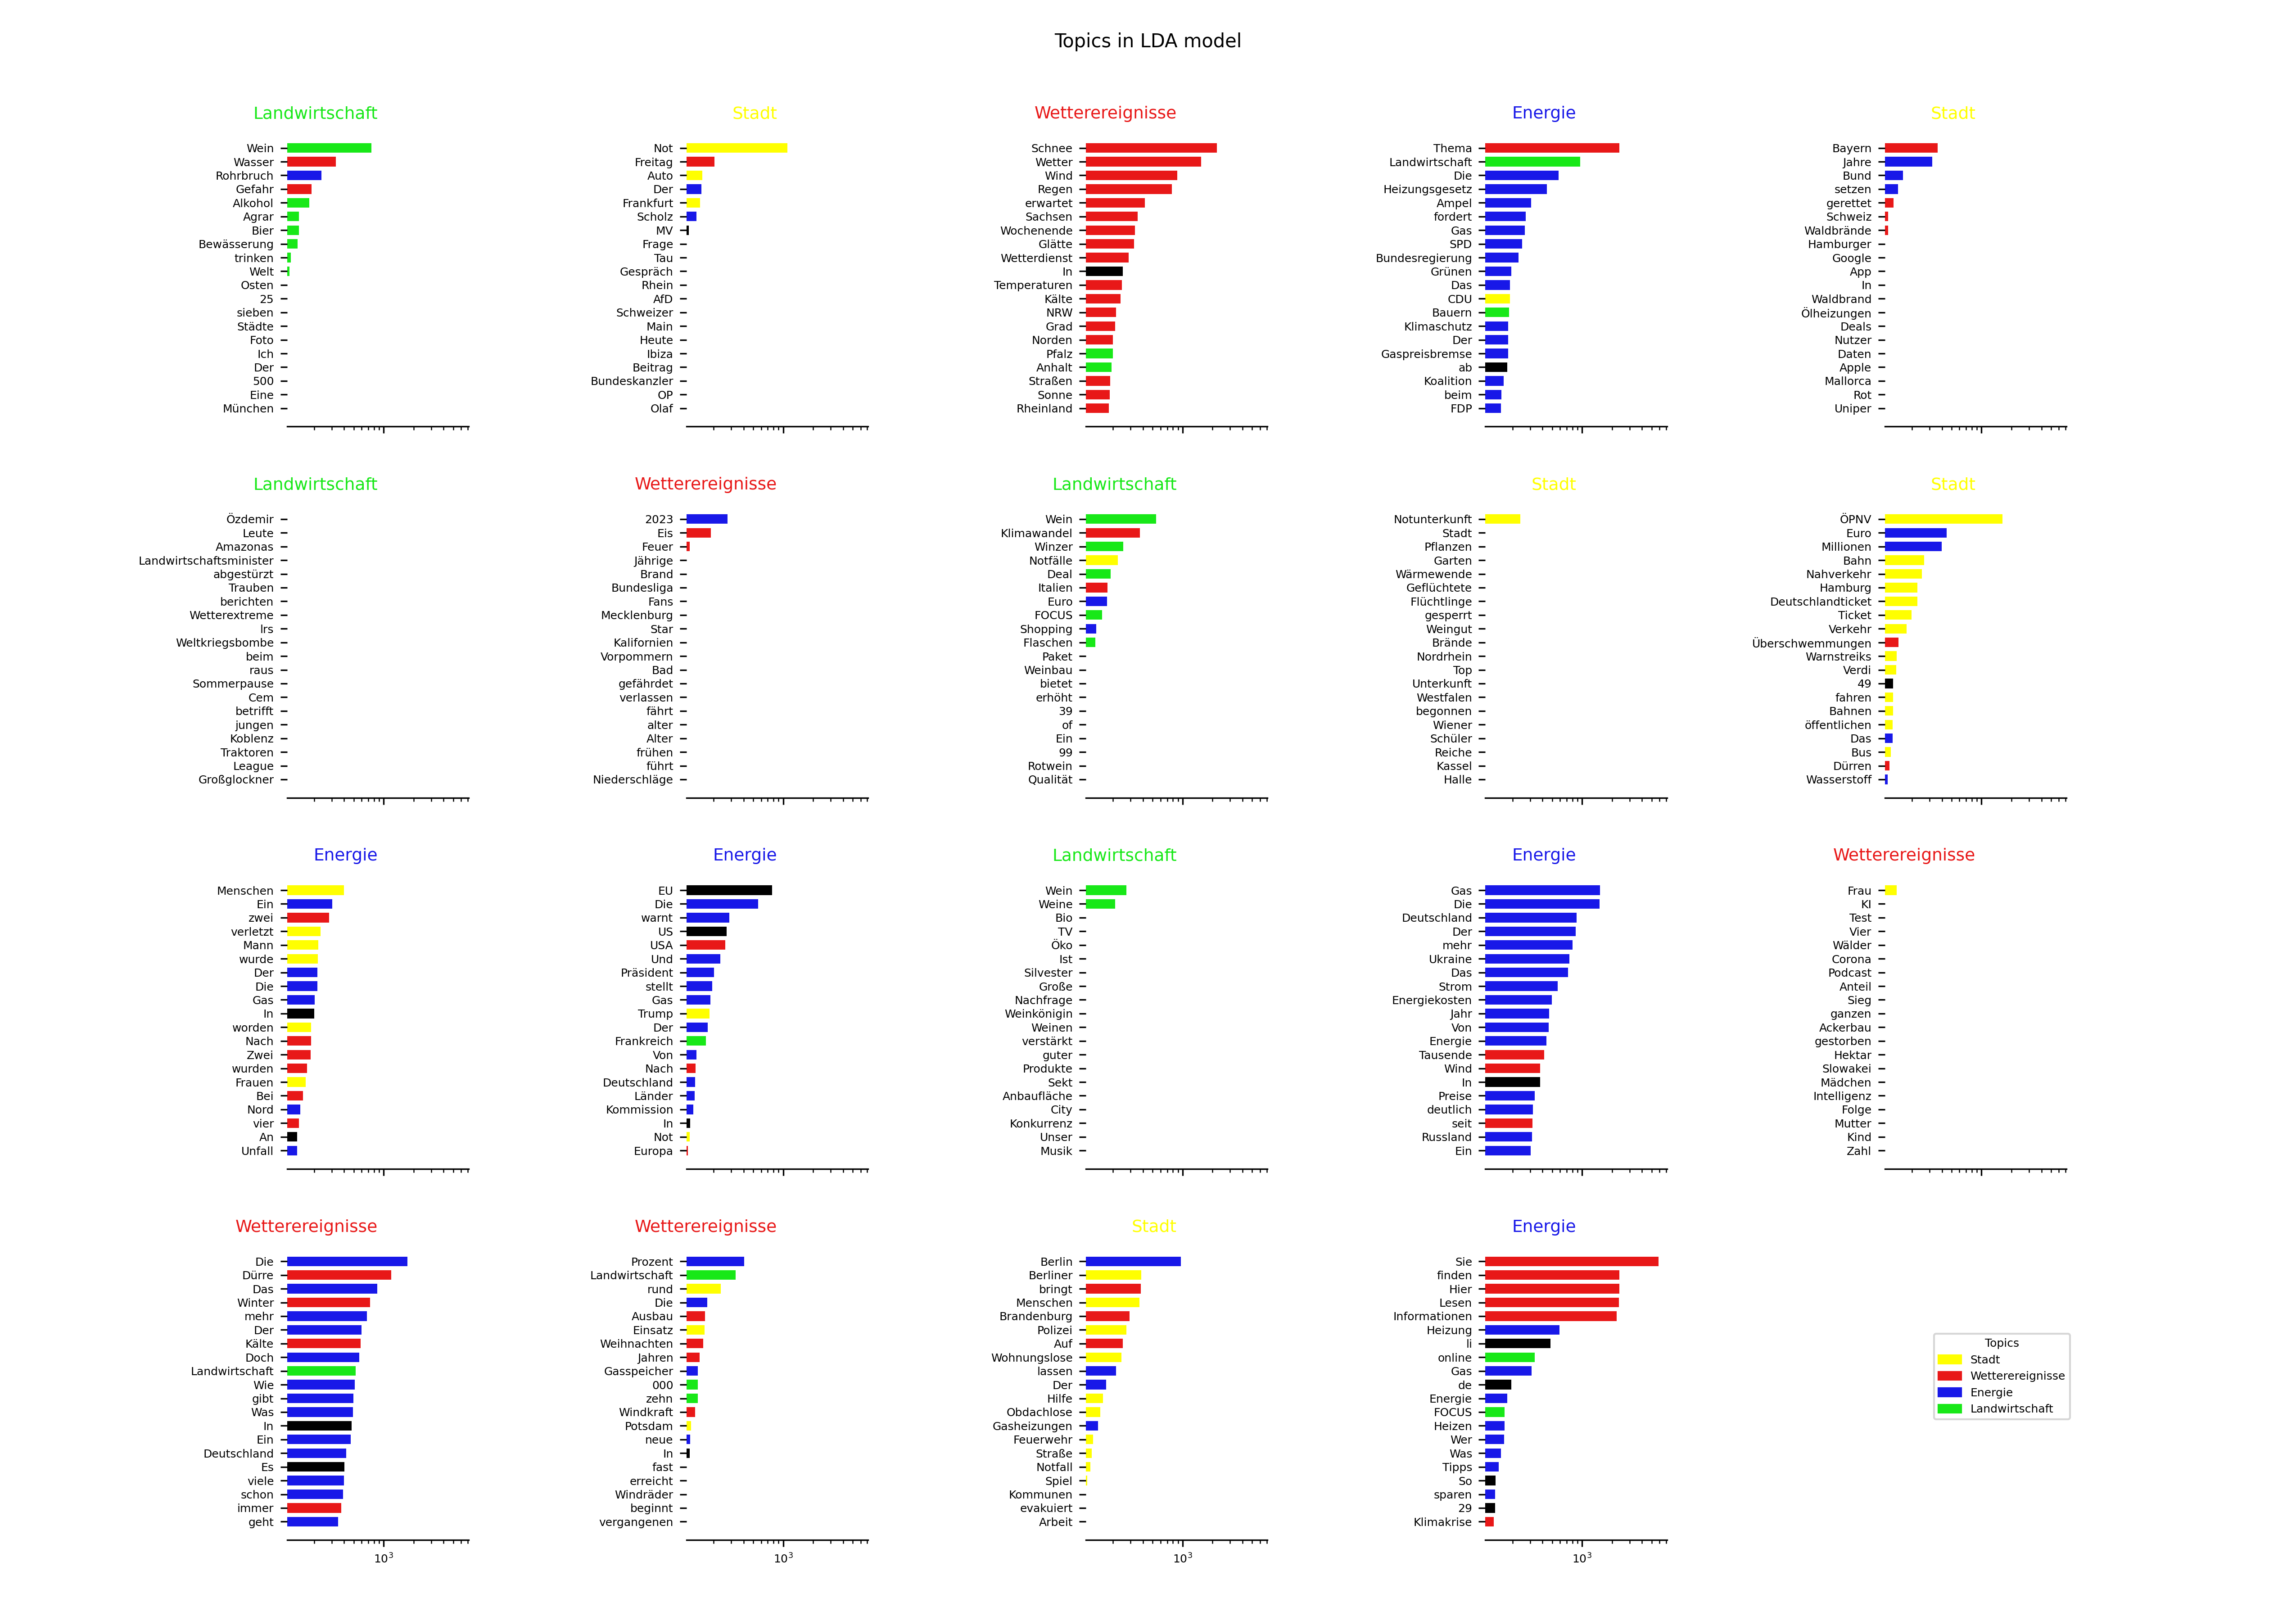 Topics in LDA model
Landwirtschaft
Wein
Wasser
Rohrbruch
Gefahr
Alkohol
Agrar
Bier
Bewässerung
trinken
Welt
Osten
25
sieben
Städte
Foto
Ich
Der
500
Eine
München
Stadt
Not
Freitag
Auto
Der
Frankfurt
Scholz
MV
Frage
Tau
Gespräch
Rhein
AfD
Schweizer
Main
Heute
Ibiza
Beitrag
Bundeskanzler
OP
Olaf
Wetterereignisse
Schnee
Wetter
Wind
Regen
erwartet
Sachsen
Wochenende
Glätte
Wetterdienst
In
Temperaturen
Kälte
NRW
Grad
Norden
Pfalz
Anhalt
Straßen
Sonne
Rheinland
Energie
Thema
Landwirtschaft
Die
Heizungsgesetz
Ampel
fordert
Gas
SPD
Bundesregierung
Grünen
Das
CDU
Bauern
Klimaschutz
Der
Gaspreisbremse
ab
Koalition
beim
FDP
Stadt
Bayern
Jahre
Bund
setzen
gerettet
Schweiz
Waldbrände
Hamburger
Google
App
In
Waldbrand
Ölheizungen
Deals
Nutzer
Daten
Apple
Mallorca
Rot
Uniper
Landwirtschaft
Özdemir
Leute
Amazonas
Landwirtschaftsminister
abgestürzt
Trauben
berichten
Wetterextreme
lrs
Weltkriegsbombe
beim
raus
Sommerpause
Cem
betrifft
jungen
Koblenz
Traktoren
League
Großglockner
Wetterereignisse
2023
Eis
Feuer
Jährige
Brand
Bundesliga
Fans
Mecklenburg
Star
Kalifornien
Vorpommern
Bad
gefährdet
verlassen
fährt
alter
Alter
frühen
führt
Niederschläge
Landwirtschaft
Wein
Klimawandel
Winzer
Notfälle
Deal
Italien
Euro
FOCUS
Shopping
Flaschen
Paket
Weinbau
bietet
erhöht
39
of
Ein
99
Rotwein
Qualität
Stadt
Notunterkunft
Stadt
Pflanzen
Garten
Wärmewende
Geflüchtete
Flüchtlinge
gesperrt
Weingut
Brände
Nordrhein
Top
Unterkunft
Westfalen
begonnen
Wiener
Schüler
Reiche
Kassel
Halle
Stadt
ÖPNV
Euro
Millionen
Bahn
Nahverkehr
Hamburg
Deutschlandticket
Ticket
Verkehr
Überschwemmungen
Warnstreiks
Verdi
49
fahren
Bahnen
öffentlichen
Das
Bus
Dürren
Wasserstoff
Energie
Menschen
Ein
zwei
verletzt
Mann
wurde
Der
Die
Gas
In
worden
Nach
Zwei
wurden
Frauen
Bei
Nord
vier
An
Unfall
Energie
EU
Die
warnt
US
USA
Und
Präsident
stellt
Gas
Trump
Der
Frankreich
Von
Nach
Deutschland
Länder
Kommission
In
Not
Europa
Landwirtschaft
Wein
Weine
Bio
TV
Öko
Ist
Silvester
Große
Nachfrage
Weinkönigin
Weinen
verstärkt
guter
Produkte
Sekt
Anbaufläche
City
Konkurrenz
Unser
Musik
Energie
Gas
Die
Deutschland
Der
mehr
Ukraine
Das
Strom
Energiekosten
Jahr
Von
Energie
Tausende
Wind
In
Preise
deutlich
seit
Russland
Ein
Wetterereignisse
Frau
KI
Test
Vier
Wälder
Corona
Podcast
Anteil
Sieg
ganzen
Ackerbau
gestorben
Hektar
Slowakei
Mädchen
Intelligenz
Folge
Mutter
Kind
Zahl
Wetterereignisse
Die
Dürre
Das
Winter
mehr
Der
Kälte
Doch
Landwirtschaft
Wie
gibt
Was
In
Ein
Deutschland
Es
viele
schon
immer
geht
10³
Wetterereignisse
Prozent
Landwirtschaft
rund
Die
Ausbau
Einsatz
Weihnachten
Jahren
Gasspeicher
000
zehn
Windkraft
Potsdam
neue
In
fast
erreicht
Windräder
beginnt
vergangenen
10³
Stadt
Berlin
Berliner
bringt
Menschen
Brandenburg
Polizei
Auf
Wohnungslose
lassen
Der
Hilfe
Obdachlose
Gasheizungen
Feuerwehr
Straße
Notfall
Spiel
Kommunen
evakuiert
Arbeit
10³
Energie
Sie
finden
Hier
Lesen
Informationen
Heizung
li
online
Gas
de
Energie
FOCUS
Heizen
Wer
Was
Tipps
So
sparen
29
Klimakrise
10³
Topics
Stadt
Wetterereignisse
Energie
Landwirtschaft